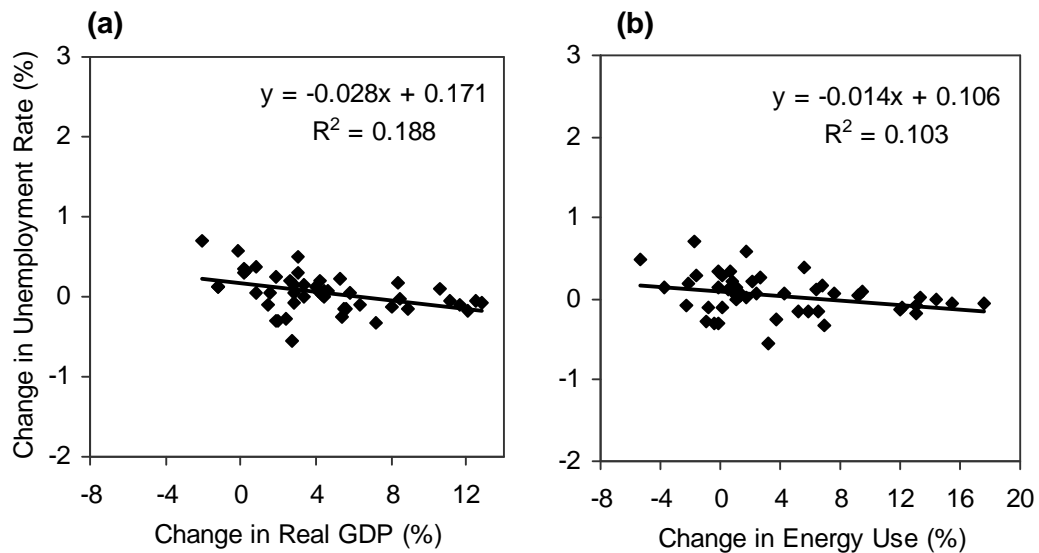 (a)
3
2
1
0
-1
-2
Change in Unemployment Rate (%)
y = -0.028x + 0.171
R² = 0.188
-8 -4 0 4 8 12
Change in Real GDP (%)
(b)
3
2
1
0
-1
-2
y = -0.014x + 0.106
R² = 0.103
-8 -4 0 4 8 12 16 20
Change in Energy Use (%)